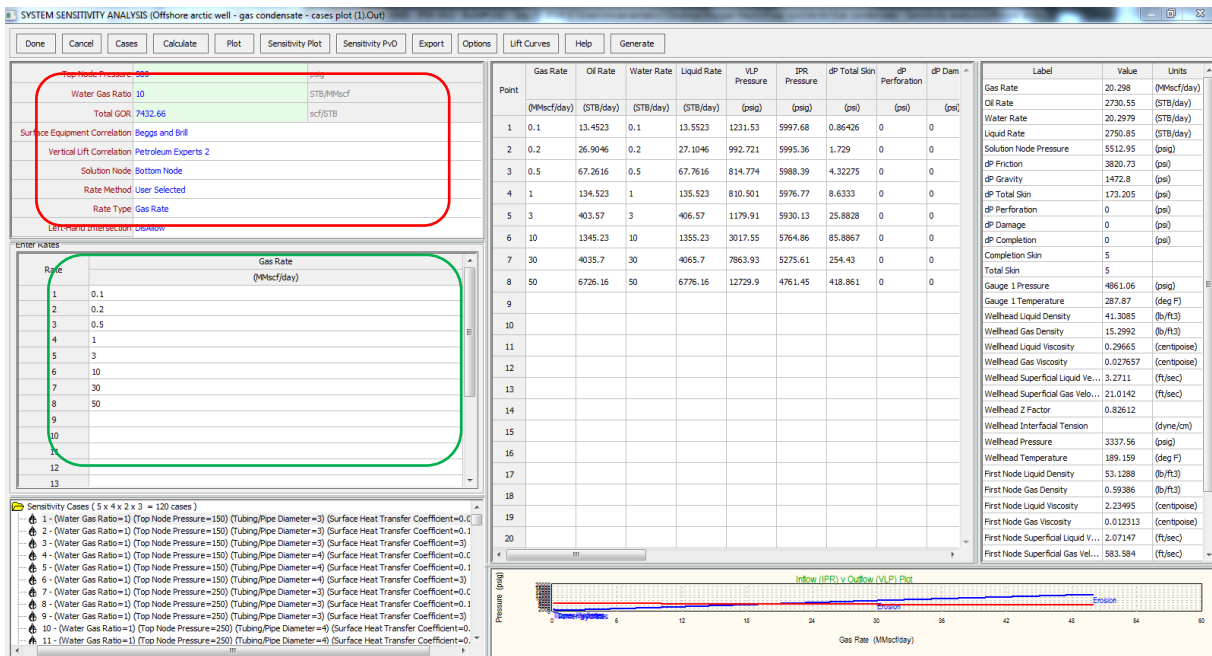 SYSTEM SENSITIVITY ANALYSIS (Offshore arctic well - gas condensate - cases plot (1).Out)
Done Cancel Cases Calculate Plot Sensitivity Plot Sensitivity PvD Export Options Lift Curves Help Generate
Top Node Pressure 500 psig
Water Gas Ratio 10 STB/MMscf
Total GOR 7432.66 scf/STB
Surface Equipment Correlation Beggs and Brill
Vertical Lift Correlation Petroleum Experts 2
Solution Node Bottom Node
Rate Method User Selected
Rate Type Gas Rate
Left-Hand Intersection DisAllow
Enter Rates
Rate Gas Rate
(MMscf/day)
1 0.1
2 0.2
3 0.5
4 1
5 3
6 10
7 30
8 50
9
10
11
12
13
Sensitivity Cases ( 5 x 4 x 2 x 3 = 120 cases )
1 - (Water Gas Ratio=1) (Top Node Pressure=150) (Tubing/Pipe Diameter=3) (Surface Heat Transfer Coefficient=0.0
2 - (Water Gas Ratio=1) (Top Node Pressure=150) (Tubing/Pipe Diameter=3) (Surface Heat Transfer Coefficient=0.1
3 - (Water Gas Ratio=1) (Top Node Pressure=150) (Tubing/Pipe Diameter=3) (Surface Heat Transfer Coefficient=3)
4 - (Water Gas Ratio=1) (Top Node Pressure=150) (Tubing/Pipe Diameter=4) (Surface Heat Transfer Coefficient=0.0
5 - (Water Gas Ratio=1) (Top Node Pressure=150) (Tubing/Pipe Diameter=4) (Surface Heat Transfer Coefficient=0.1
6 - (Water Gas Ratio=1) (Top Node Pressure=150) (Tubing/Pipe Diameter=4) (Surface Heat Transfer Coefficient=3)
7 - (Water Gas Ratio=1) (Top Node Pressure=250) (Tubing/Pipe Diameter=3) (Surface Heat Transfer Coefficient=0.0
8 - (Water Gas Ratio=1) (Top Node Pressure=250) (Tubing/Pipe Diameter=3) (Surface Heat Transfer Coefficient=0.1
9 - (Water Gas Ratio=1) (Top Node Pressure=250) (Tubing/Pipe Diameter=3) (Surface Heat Transfer Coefficient=3)
10 - (Water Gas Ratio=1) (Top Node Pressure=250) (Tubing/Pipe Diameter=4) (Surface Heat Transfer Coefficient=0.
11 - (Water Gas Ratio=1) (Top Node Pressure=250) (Tubing/Pipe Diameter=4) (Surface Heat Transfer Coefficient=0.
Point Gas Rate Oil Rate Water Rate Liquid Rate VLP Pressure IPR Pressure dP Total Skin dP Perforation dP Dam
(MMscf/day) (STB/day) (STB/day) (STB/day) (psig) (psig) (psi) (psi) (psi)
1 0.1 13.4523 0.1 13.5523 1231.53 5997.68 0.86426 0 0
2 0.2 26.9046 0.2 27.1046 992.721 5995.36 1.729 0 0
3 0.5 67.2616 0.5 67.7616 814.774 5988.39 4.32275 0 0
4 1 134.523 1 135.523 810.501 5976.77 8.6333 0 0
5 3 403.57 3 406.57 1179.91 5930.13 25.8828 0 0
6 10 1345.23 10 1355.23 3017.55 5764.86 85.8867 0 0
7 30 4035.7 30 4065.7 7863.93 5275.61 254.43 0 0
8 50 6726.16 50 6776.16 12729.9 4761.45 418.861 0 0
9
10
11
12
13
14
15
16
17
18
19
20
Label Value Units
Gas Rate 20.298 (MMscf/day)
Oil Rate 2730.55 (STB/day)
Water Rate 20.2979 (STB/day)
Liquid Rate 2750.85 (STB/day)
Solution Node Pressure 5512.95 (psig)
dP Friction 3820.73 (psi)
dP Gravity 1472.8 (psi)
dP Total Skin 173.205 (psi)
dP Perforation 0 (psi)
dP Damage 0 (psi)
dP Completion 0 (psi)
Completion Skin 5
Total Skin 5
Gauge 1 Pressure 4861.06 (psig)
Gauge 1 Temperature 287.87 (deg F)
Wellhead Liquid Density 41.3085 (lb/ft3)
Wellhead Gas Density 15.2992 (lb/ft3)
Wellhead Liquid Viscosity 0.29665 (centipoise)
Wellhead Gas Viscosity 0.027657 (centipoise)
Wellhead Superficial Liquid Ve... 3.2711 (ft/sec)
Wellhead Superficial Gas Velo... 21.0142 (ft/sec)
Wellhead Z Factor 0.82612
Wellhead Interfacial Tension (dyne/cm)
Wellhead Pressure 3337.56 (psig)
Wellhead Temperature 189.159 (deg F)
First Node Liquid Density 53.1288 (lb/ft3)
First Node Gas Density 0.59386 (lb/ft3)
First Node Liquid Viscosity 2.23495 (centipoise)
First Node Gas Viscosity 0.012313 (centipoise)
First Node Superficial Liquid V... 2.07147 (ft/sec)
First Node Superficial Gas Vel... 583.584 (ft/sec)
Inflow (IPR) v Outflow (VLP) Plot
Pressure (psig)
Erosion
Erosion
0 6 12 18 24 30 36 42 48 54 60
Gas Rate (MMscf/day)